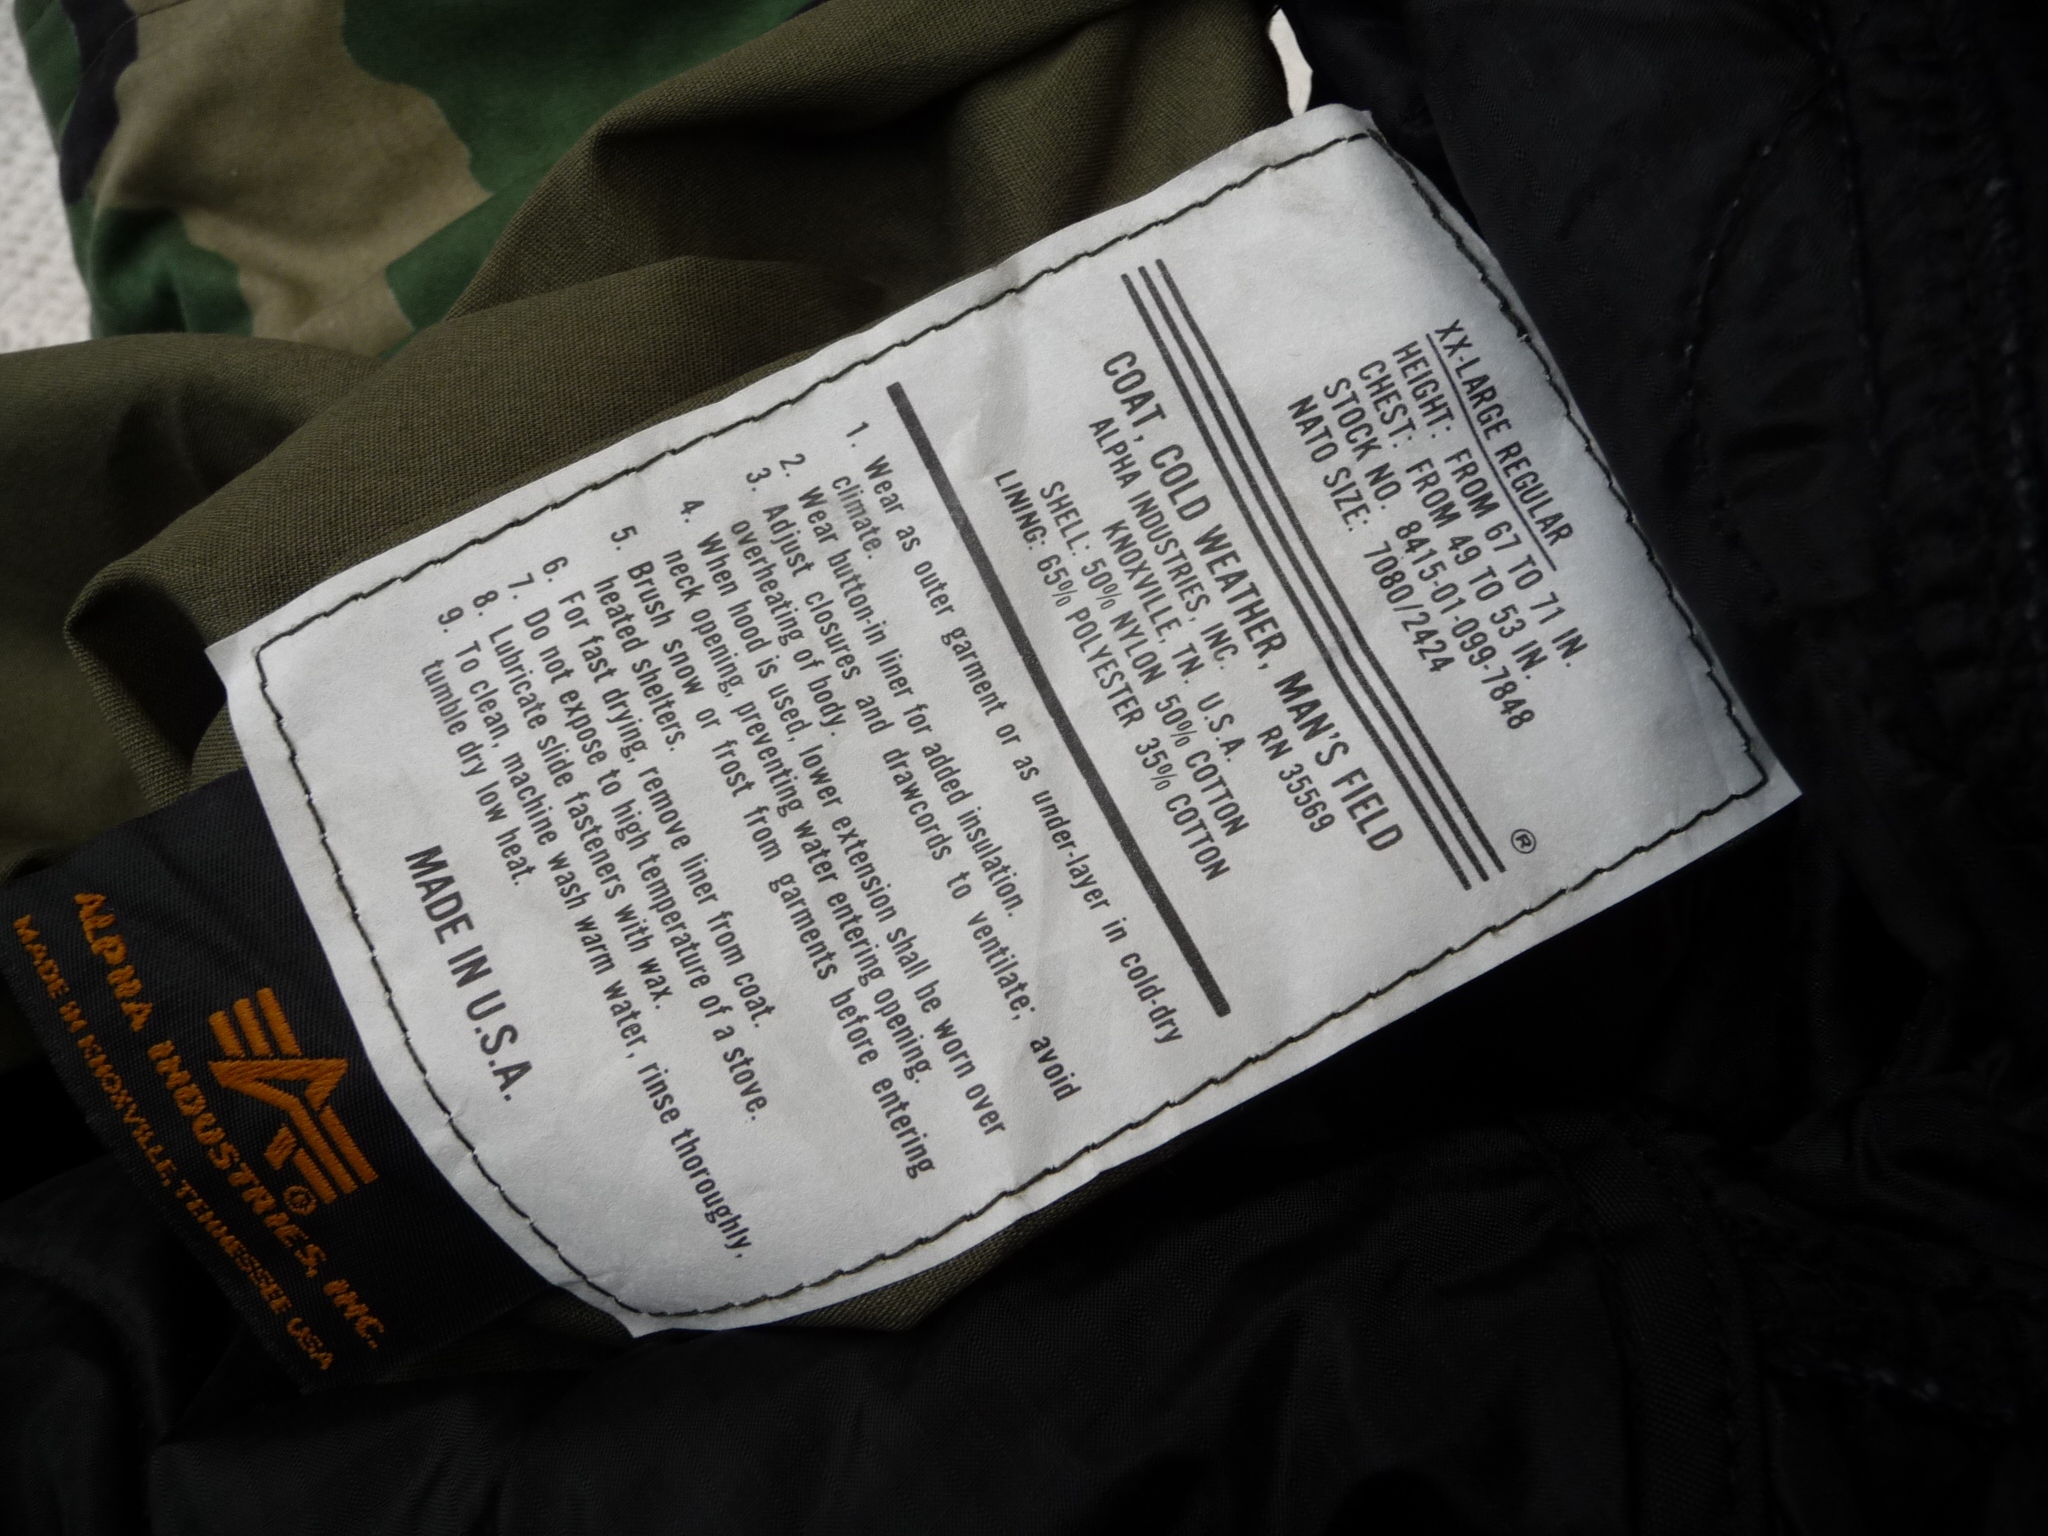 XX-LARGE REGULAR
HEIGHT: FROM 67 TO 71 IN.
CHEST: FROM 49 TO 53 IN.
STOCK NO. 8415-01-099-7848
NATO SIZE: 7080/2424
®
COAT, COLD WEATHER, MAN'S FIELD
ALPHA INDUSTRIES, INC. RN 35569
KNOXVILLE, TN. U.S.A.
SHELL: 50% NYLON 50% COTTON
LINING: 65% POLYESTER 35% COTTON
1. Wear as outer garment or as under-layer in cold-dry
climate.
2. Wear button-in liner for added insulation.
3. Adjust closures and drawcords to ventilate; avoid
overheating of body.
4. When hood is used, lower extension shall be worn over
neck opening, preventing water entering opening.
5. Brush snow or frost from garments before entering
heated shelters.
6. For fast drying, remove liner from coat.
7. Do not expose to high temperature of a stove.
8. Lubricate slide fasteners with wax.
9. To clean, machine wash warm water, rinse thoroughly,
tumble dry low heat.
MADE IN U.S.A.
®
ALPHA INDUSTRIES, INC.
MADE IN KNOXVILLE, TENNESSEE USA